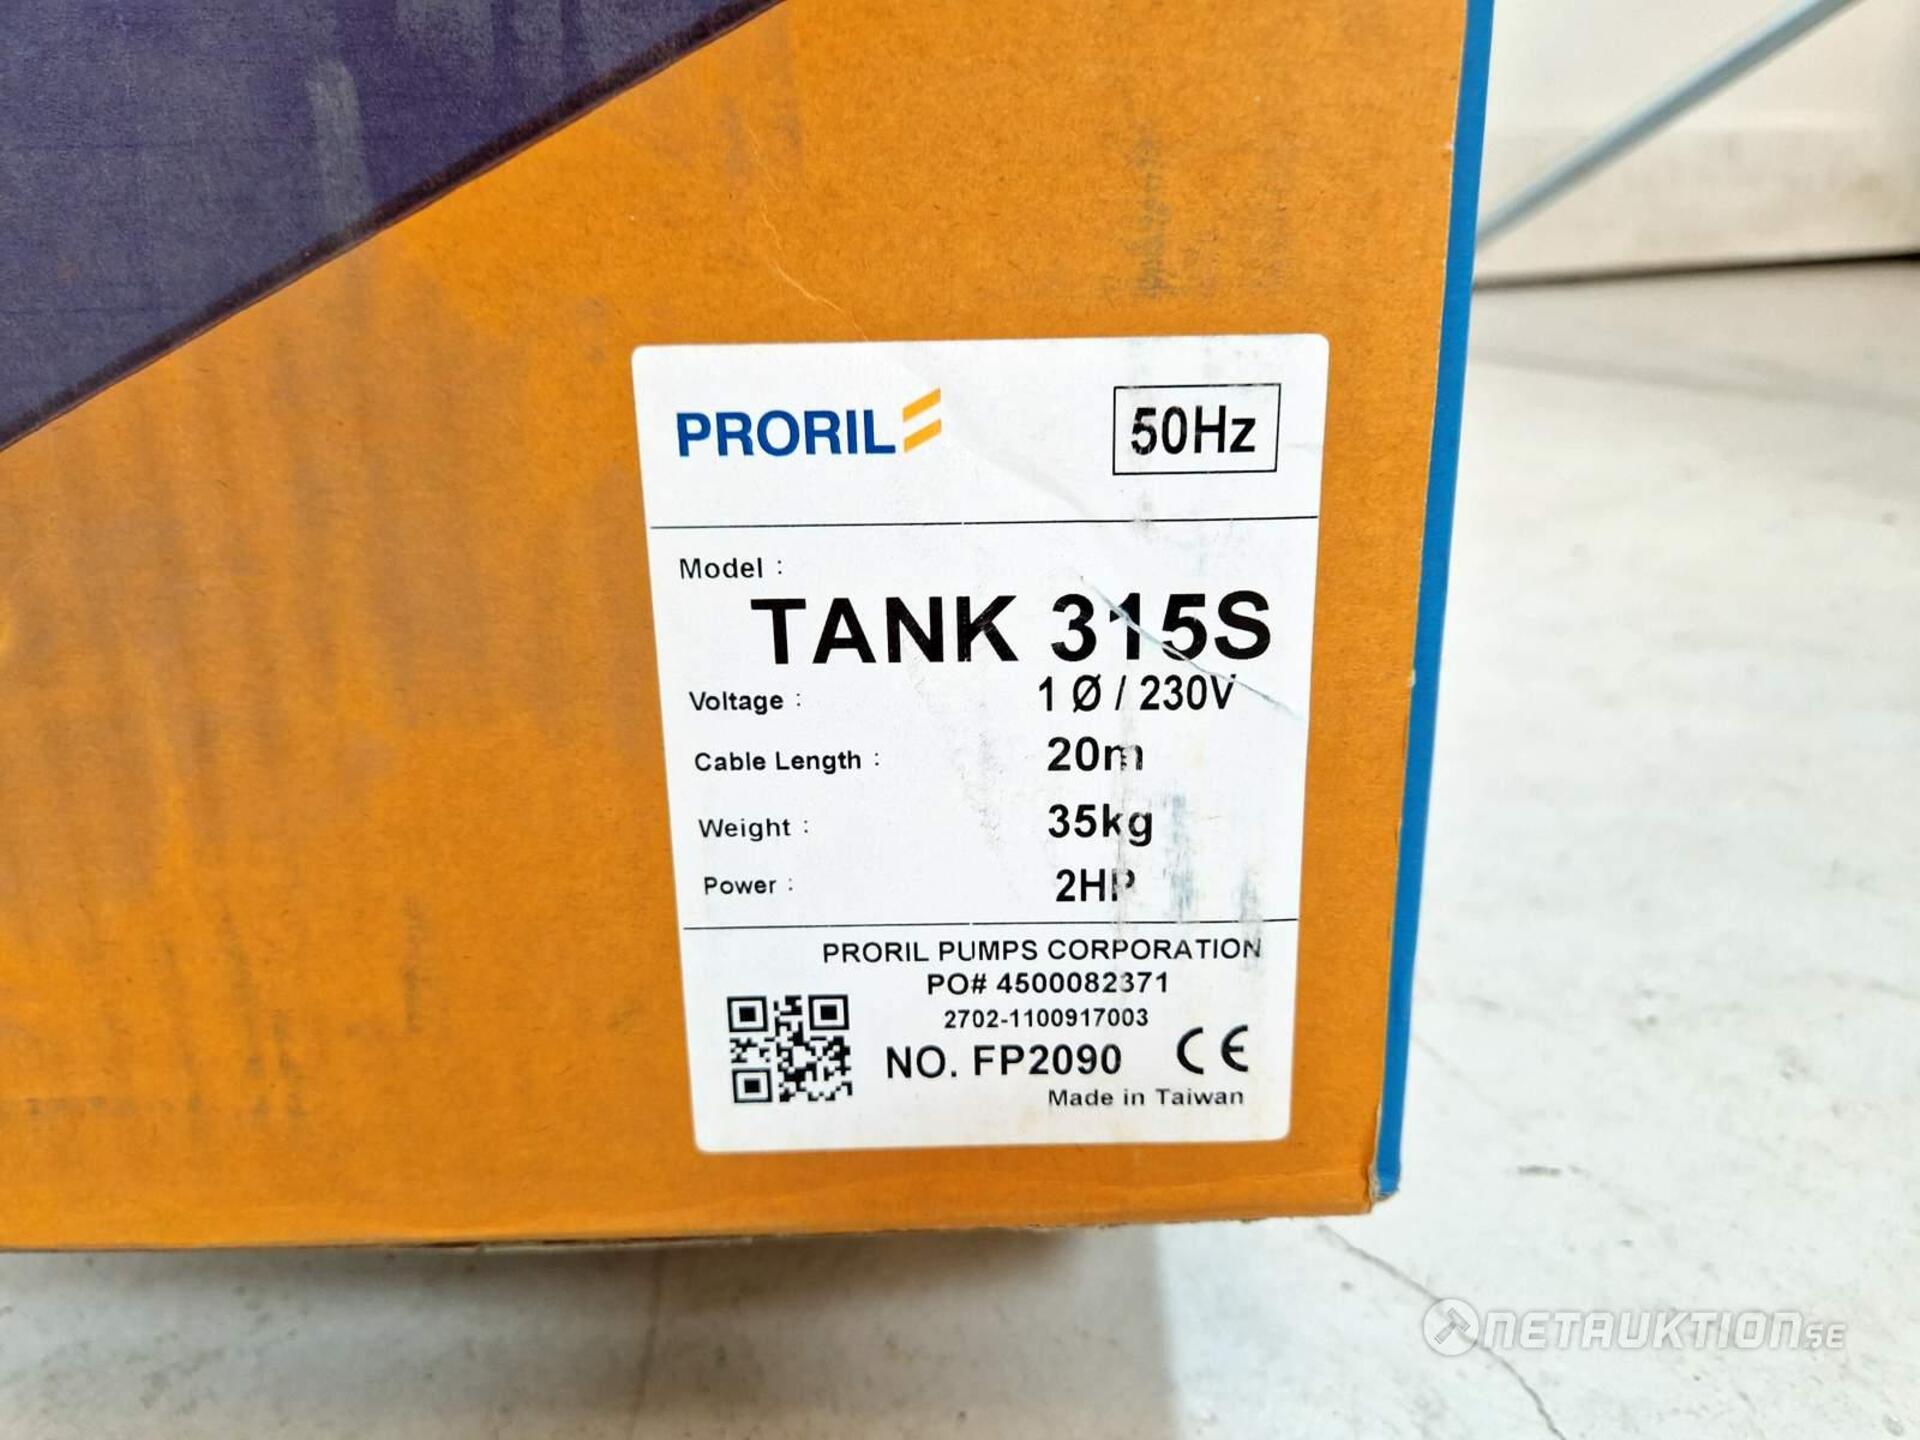 PRORIL
50Hz
Model :
TANK 315S
Voltage : 1 Ø / 230V
Cable Length : 20m
Weight : 35kg
Power : 2HP
PRORIL PUMPS CORPORATION
PO# 4500082371
2702-1100917003
NO. FP2090 CE
Made in Taiwan
NETAUKTION.SE